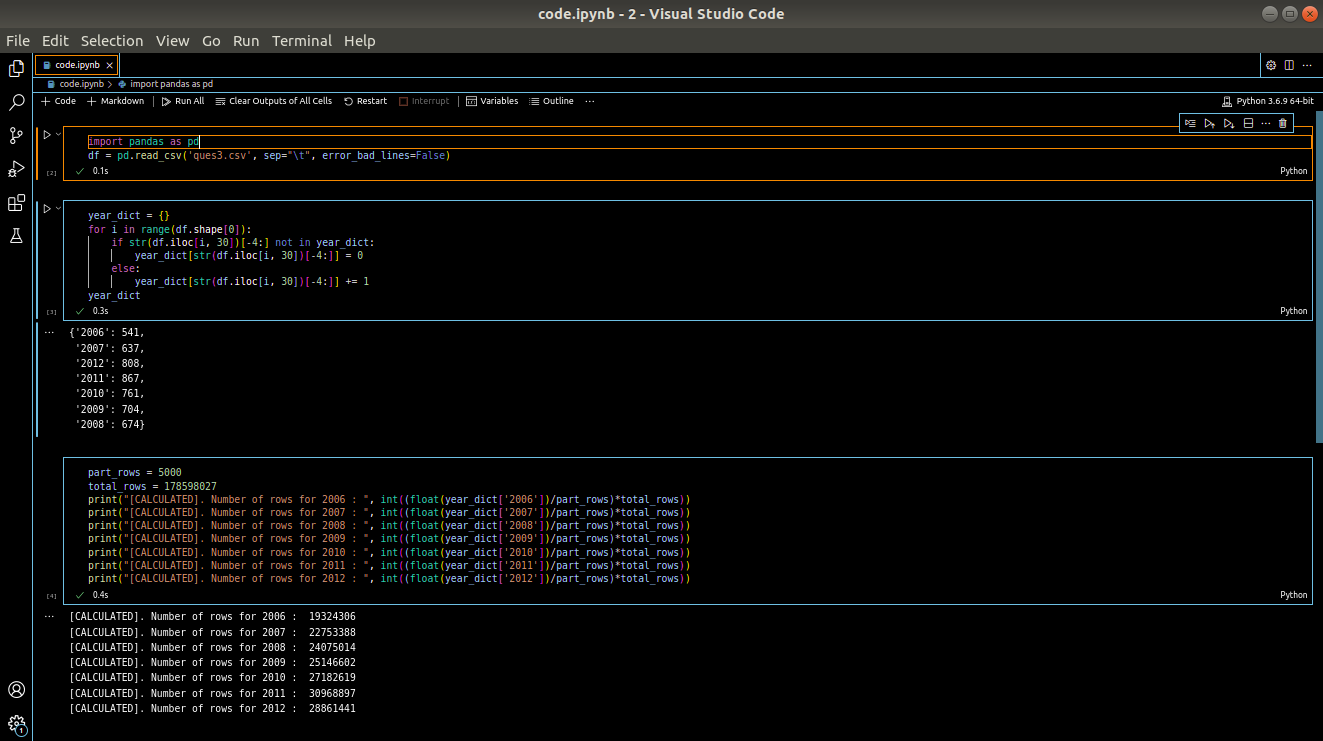 code.ipynb - 2 - Visual Studio Code
File Edit Selection View Go Run Terminal Help
code.ipynb
code.ipynb > import pandas as pd
+ Code + Markdown | Run All Clear Outputs of All Cells Restart Interrupt | Variables Outline ...
Python 3.6.9 64-bit
import pandas as pd
df = pd.read_csv('ques3.csv', sep="\t", error_bad_lines=False)
[2] ✓ 0.1s Python
year_dict = {}
for i in range(df.shape[0]):
    if str(df.iloc[i, 30])[-4:] not in year_dict:
        year_dict[str(df.iloc[i, 30])[-4:]] = 0
    else:
        year_dict[str(df.iloc[i, 30])[-4:]] += 1
year_dict
[3] ✓ 0.3s Python
... {'2006': 541,
 '2007': 637,
 '2012': 808,
 '2011': 867,
 '2010': 761,
 '2009': 704,
 '2008': 674}
part_rows = 5000
total_rows = 178598027
print("[CALCULATED]. Number of rows for 2006 : ", int((float(year_dict['2006'])/part_rows)*total_rows))
print("[CALCULATED]. Number of rows for 2007 : ", int((float(year_dict['2007'])/part_rows)*total_rows))
print("[CALCULATED]. Number of rows for 2008 : ", int((float(year_dict['2008'])/part_rows)*total_rows))
print("[CALCULATED]. Number of rows for 2009 : ", int((float(year_dict['2009'])/part_rows)*total_rows))
print("[CALCULATED]. Number of rows for 2010 : ", int((float(year_dict['2010'])/part_rows)*total_rows))
print("[CALCULATED]. Number of rows for 2011 : ", int((float(year_dict['2011'])/part_rows)*total_rows))
print("[CALCULATED]. Number of rows for 2012 : ", int((float(year_dict['2012'])/part_rows)*total_rows))
[4] ✓ 0.4s Python
... [CALCULATED]. Number of rows for 2006 :  19324306
[CALCULATED]. Number of rows for 2007 :  22753388
[CALCULATED]. Number of rows for 2008 :  24075014
[CALCULATED]. Number of rows for 2009 :  25146602
[CALCULATED]. Number of rows for 2010 :  27182619
[CALCULATED]. Number of rows for 2011 :  30968897
[CALCULATED]. Number of rows for 2012 :  28861441
1